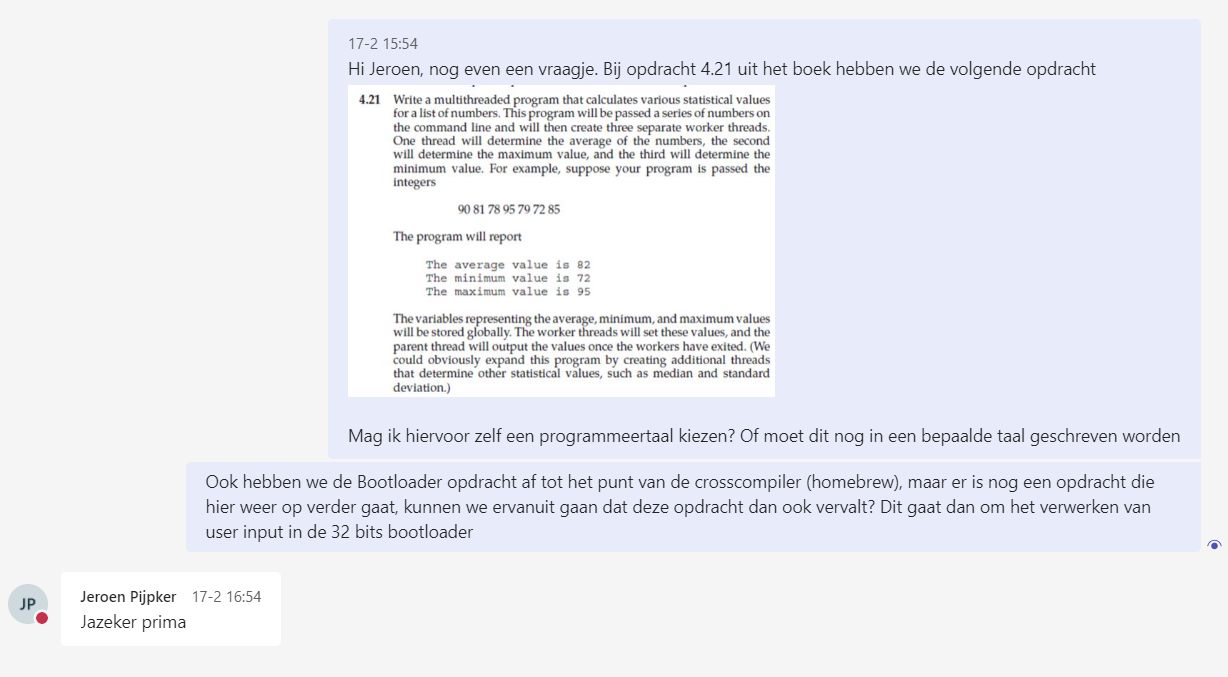 17-2 15:54
Hi Jeroen, nog even een vraagje. Bij opdracht 4.21 uit het boek hebben we de volgende opdracht
4.21 Write a multithreaded program that calculates various statistical values
for a list of numbers. This program will be passed a series of numbers on
the command line and will then create three separate worker threads.
One thread will determine the average of the numbers, the second
will determine the maximum value, and the third will determine the
minimum value. For example, suppose your program is passed the
integers
90 81 78 95 79 72 85
The program will report
The average value is 82
The minimum value is 72
The maximum value is 95
The variables representing the average, minimum, and maximum values
will be stored globally. The worker threads will set these values, and the
parent thread will output the values once the workers have exited. (We
could obviously expand this program by creating additional threads
that determine other statistical values, such as median and standard
deviation.)
Mag ik hiervoor zelf een programmeertaal kiezen? Of moet dit nog in een bepaalde taal geschreven worden
Ook hebben we de Bootloader opdracht af tot het punt van de crosscompiler (homebrew), maar er is nog een opdracht die
hier weer op verder gaat, kunnen we ervanuit gaan dat deze opdracht dan ook vervalt? Dit gaat dan om het verwerken van
user input in de 32 bits bootloader
JP
Jeroen Pijpker 17-2 16:54
Jazeker prima